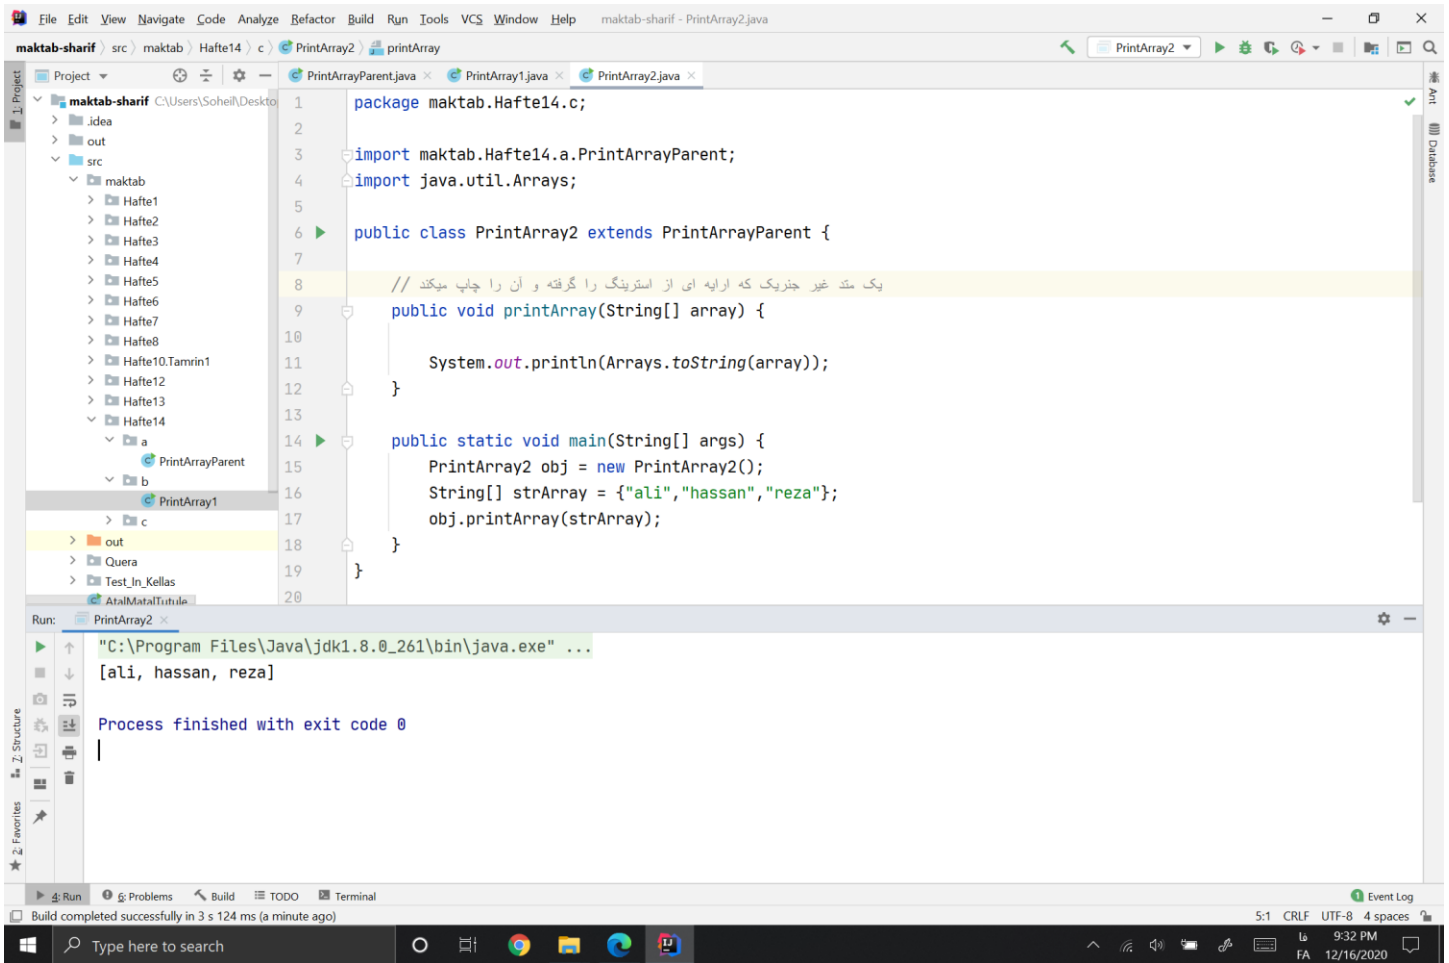 File Edit View Navigate Code Analyze Refactor Build Run Tools VCS Window Help maktab-sharif - PrintArray2.java
maktab-sharif src maktab Hafte14 c PrintArray2 printArray PrintArray2
Project PrintArrayParent.java PrintArray1.java PrintArray2.java
1: Project
Ant
Database
maktab-sharif C:\Users\Soheil\Deskto
.idea
out
src
maktab
Hafte1
Hafte2
Hafte3
Hafte4
Hafte5
Hafte6
Hafte7
Hafte8
Hafte10.Tamrin1
Hafte12
Hafte13
Hafte14
a
PrintArrayParent
b
PrintArray1
c
out
Quera
Test_In_Kellas
AtalMatalTutule
1 package maktab.Hafte14.c;
2
3 import maktab.Hafte14.a.PrintArrayParent;
4 import java.util.Arrays;
5
6 public class PrintArray2 extends PrintArrayParent {
7
8 // یک متد غیر جنریک که ارایه ای از استرینگ را گرفته و آن را چاپ میکند
9 public void printArray(String[] array) {
10
11 System.out.println(Arrays.toString(array));
12 }
13
14 public static void main(String[] args) {
15 PrintArray2 obj = new PrintArray2();
16 String[] strArray = {"ali","hassan","reza"};
17 obj.printArray(strArray);
18 }
19 }
20
Run: PrintArray2
"C:\Program Files\Java\jdk1.8.0_261\bin\java.exe" ...
[ali, hassan, reza]
Process finished with exit code 0
Z: Structure
2: Favorites
4: Run 6: Problems Build TODO Terminal Event Log
Build completed successfully in 3 s 124 ms (a minute ago) 5:1 CRLF UTF-8 4 spaces
Type here to search فا 9:32 PM
FA 12/16/2020